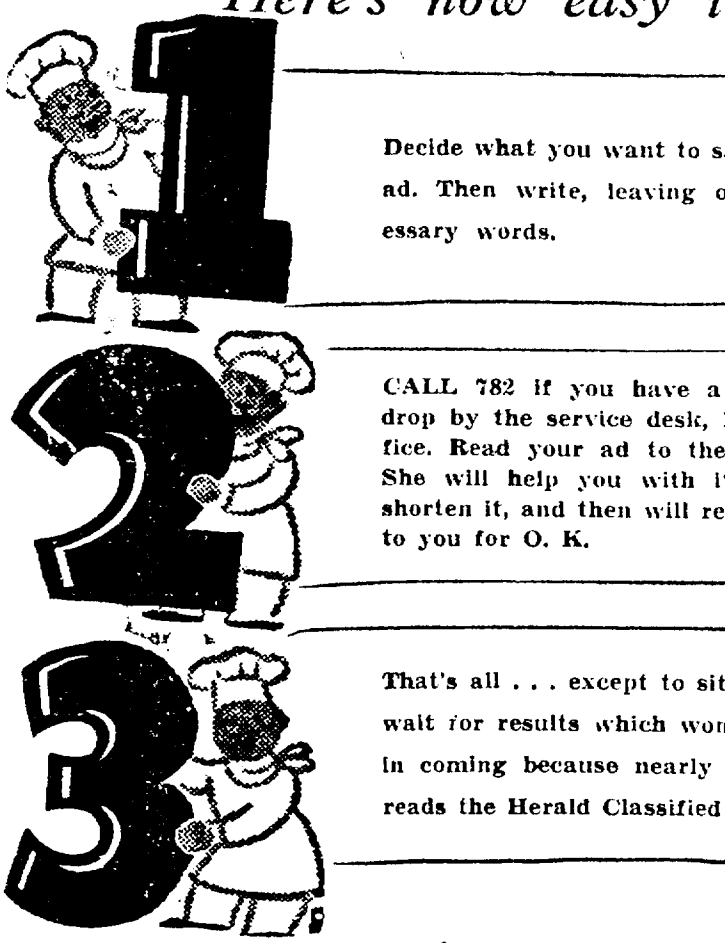 Here's how easy
1
Decide what you want to
ad. Then write, leaving
essary words.
2
CALL 782 if you have a
drop by the service desk,
fice. Read your ad to the
She will help you with
shorten it, and then will re
to you for O. K.
3
That's all . . . except to sit
wait for results which won
in coming because nearly
reads the Herald Classified